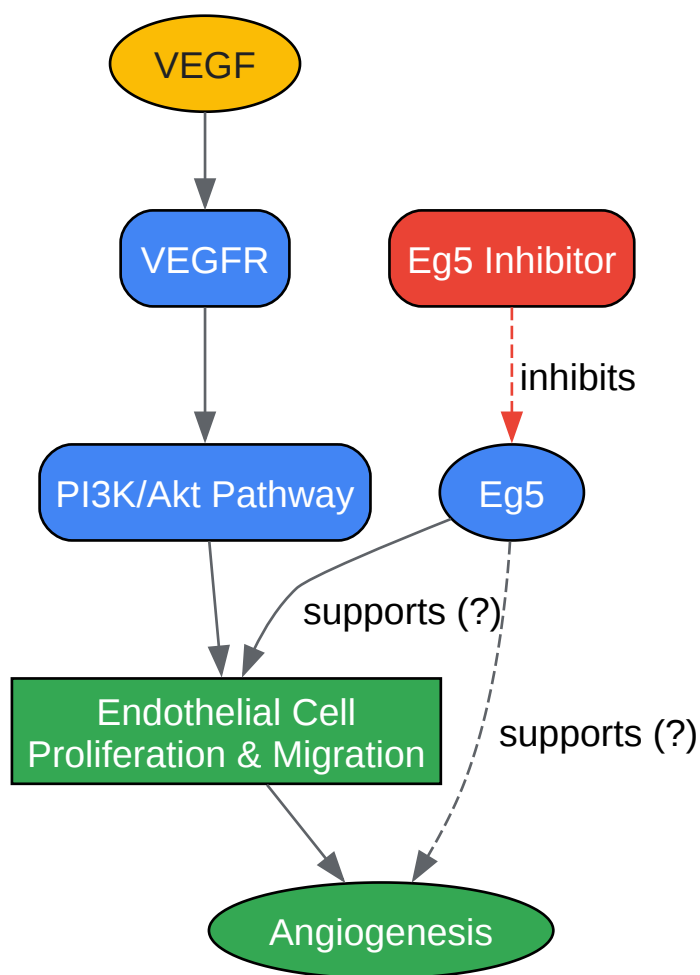 VEGF
VEGFR
Eg5 Inhibitor
inhibits
PI3K/Akt Pathway
Eg5
supports (?)
Endothelial Cell
Proliferation & Migration
supports (?)
Angiogenesis